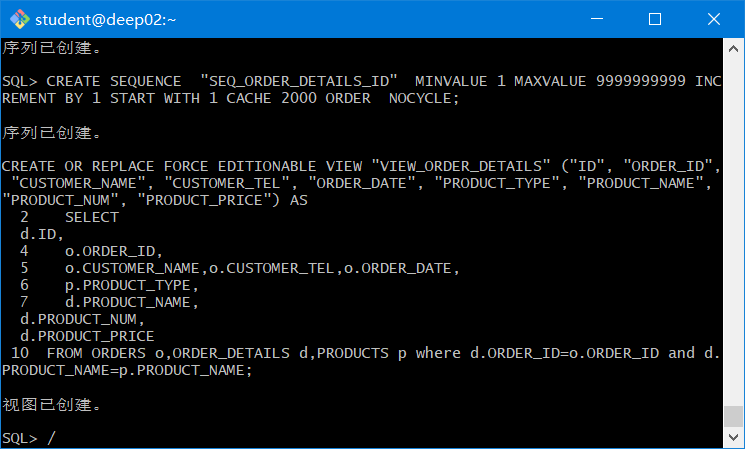 student@deep02:~
序列已创建。
SQL> CREATE SEQUENCE  "SEQ_ORDER_DETAILS_ID"  MINVALUE 1 MAXVALUE 9999999999 INC
REMENT BY 1 START WITH 1 CACHE 2000 ORDER  NOCYCLE;
序列已创建。
CREATE OR REPLACE FORCE EDITIONABLE VIEW "VIEW_ORDER_DETAILS" ("ID", "ORDER_ID",
 "CUSTOMER_NAME", "CUSTOMER_TEL", "ORDER_DATE", "PRODUCT_TYPE", "PRODUCT_NAME",
"PRODUCT_NUM", "PRODUCT_PRICE") AS
  2    SELECT
  d.ID,
  4    o.ORDER_ID,
  5    o.CUSTOMER_NAME,o.CUSTOMER_TEL,o.ORDER_DATE,
  6    p.PRODUCT_TYPE,
  7    d.PRODUCT_NAME,
  d.PRODUCT_NUM,
  d.PRODUCT_PRICE
 10  FROM ORDERS o,ORDER_DETAILS d,PRODUCTS p where d.ORDER_ID=o.ORDER_ID and d.
PRODUCT_NAME=p.PRODUCT_NAME;
视图已创建。
SQL> /